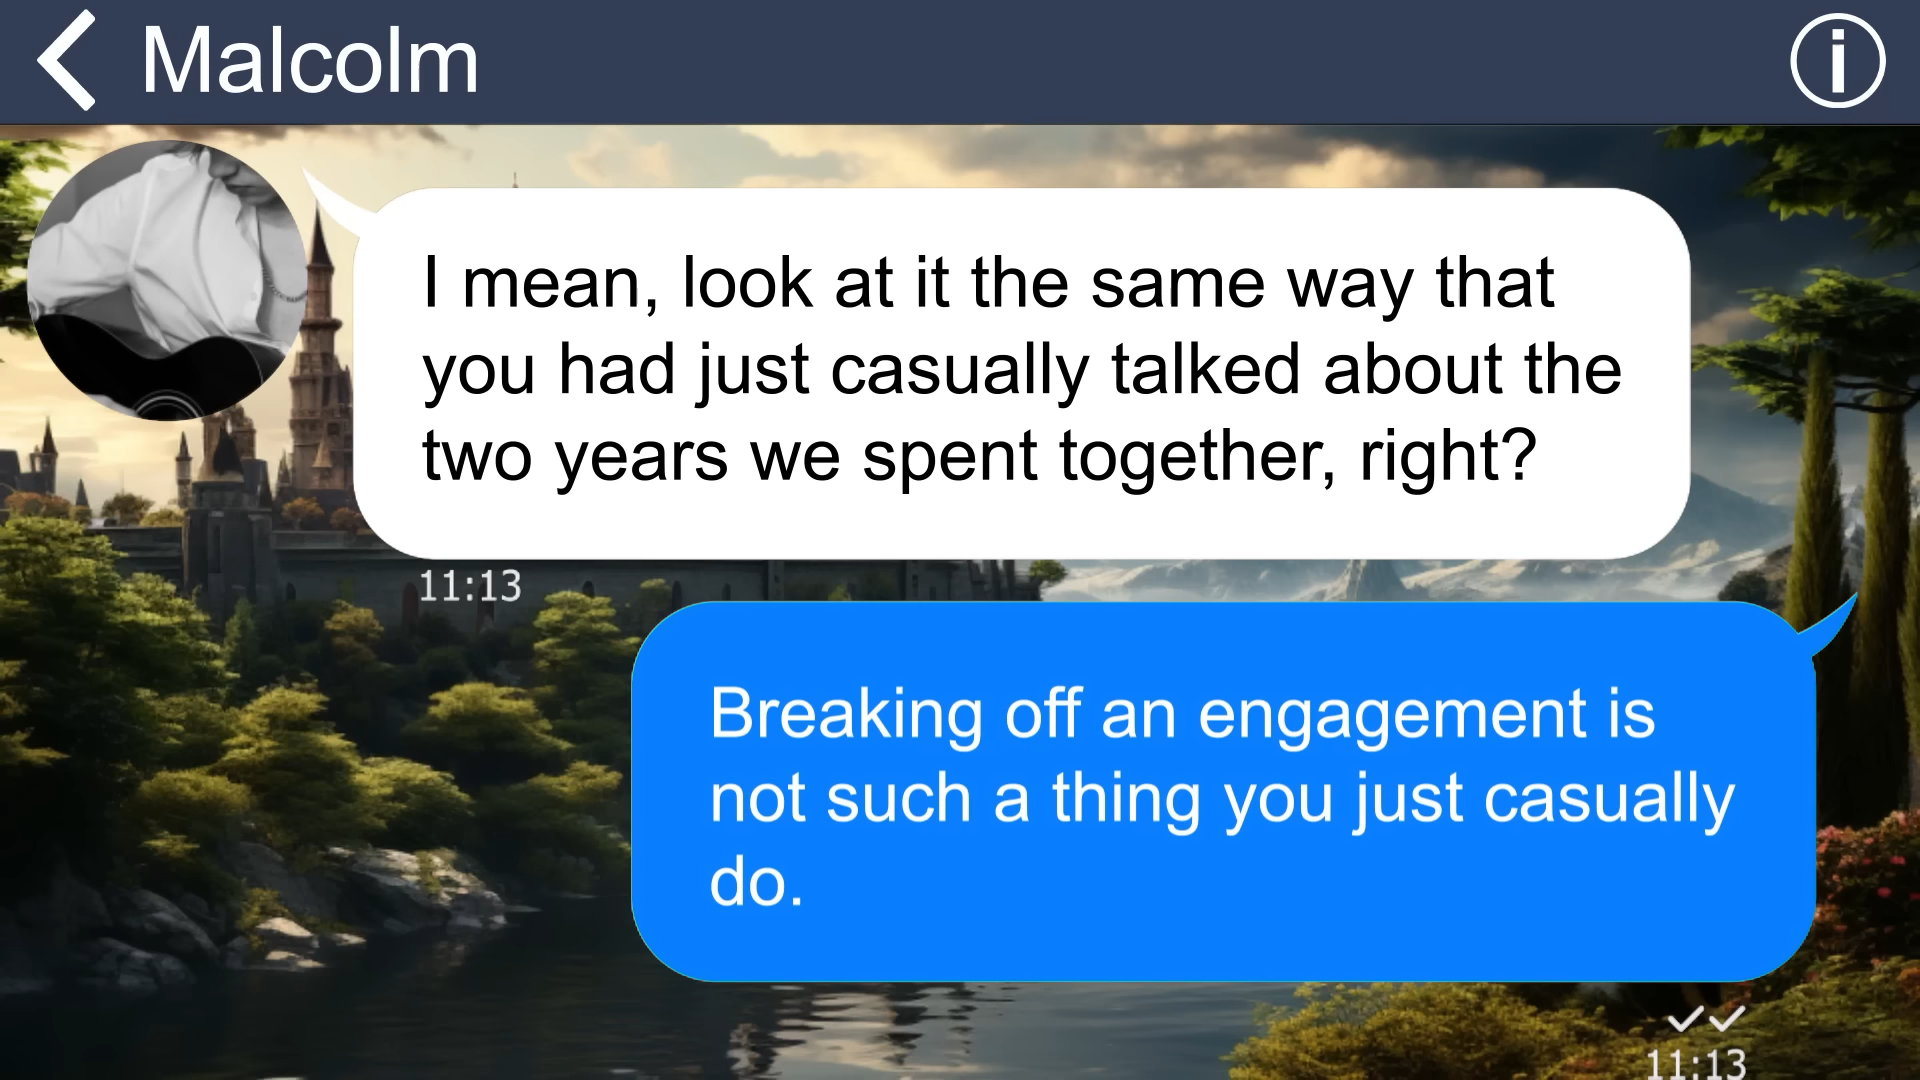 Malcolm
I mean, look at it the same way that
you had just casually talked about the
two years we spent together, right?
11:13
Breaking off an engagement is
not such a thing you just casually
do.
11:13